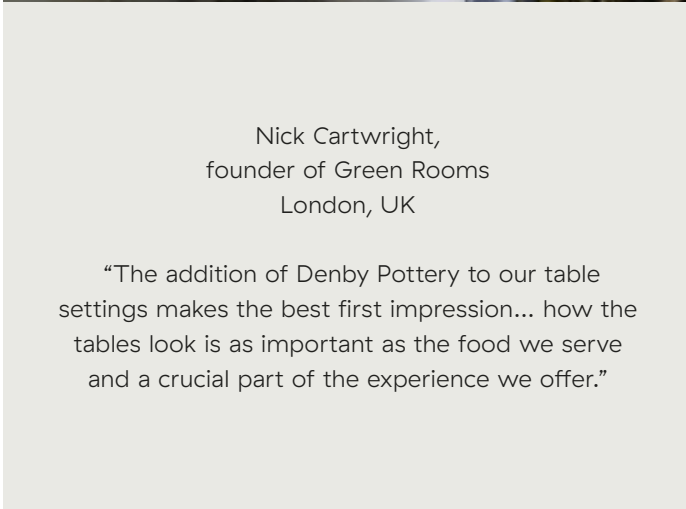 Nick Cartwright,
founder of Green Rooms
London, UK
“The addition of Denby Pottery to our table
settings makes the best first impression... how the
tables look is as important as the food we serve
and a crucial part of the experience we offer.”